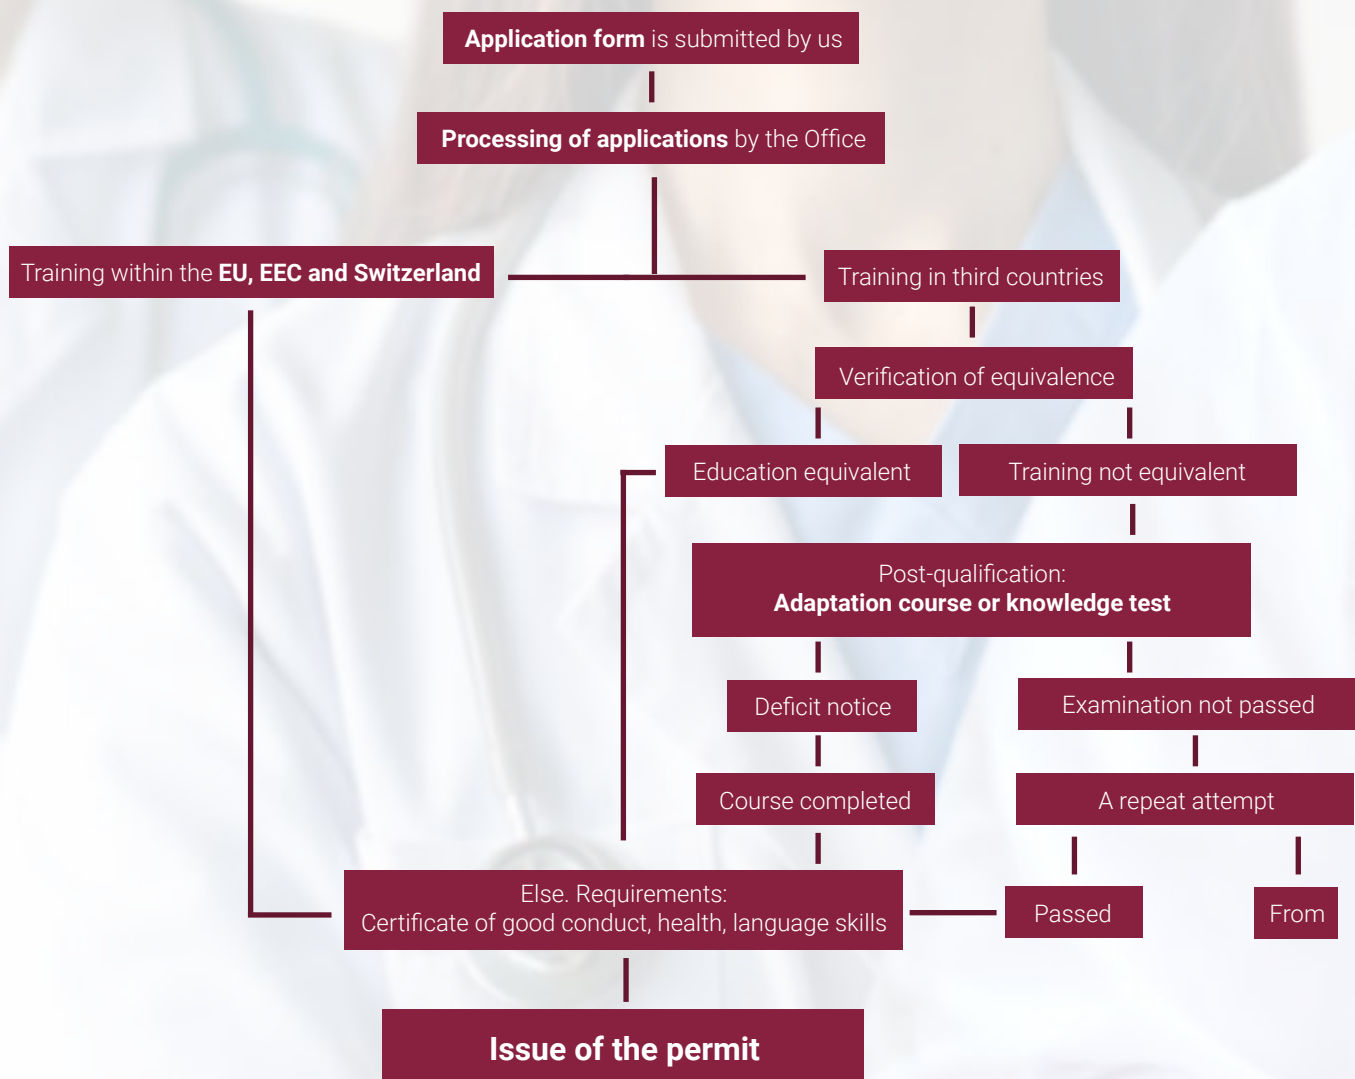 Application form is submitted by us
Processing of applications by the Office
Training within the EU, EEC and Switzerland
Training in third countries
Verification of equivalence
Education equivalent
Training not equivalent
Post-qualification:
Adaptation course or knowledge test
Deficit notice
Examination not passed
Course completed
A repeat attempt
Else. Requirements:
Certificate of good conduct, health, language skills
Passed
From
Issue of the permit